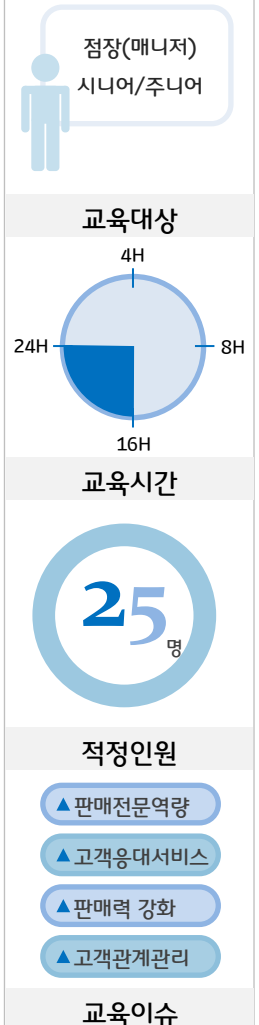 점장(매니저)
시니어/주니어
교육대상
4H
24H
8H
16H
교육시간
25
명
적정인원
▲판매전문역량
▲고객응대서비스
▲판매력 강화
▲고객관계관리
교육이슈